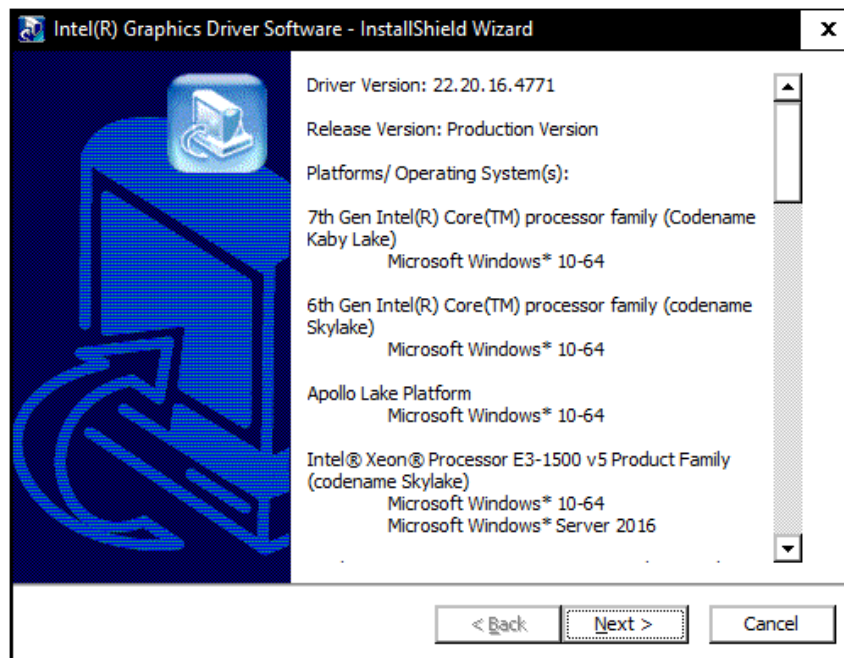 Intel(R) Graphics Driver Software - InstallShield Wizard
x
Driver Version: 22.20.16.4771
Release Version: Production Version
Platforms/ Operating System(s):
7th Gen Intel(R) Core(TM) processor family (Codename
Kaby Lake)
Microsoft Windows* 10-64
6th Gen Intel(R) Core(TM) processor family (codename
Skylake)
Microsoft Windows* 10-64
Apollo Lake Platform
Microsoft Windows* 10-64
Intel® Xeon® Processor E3-1500 v5 Product Family
(codename Skylake)
Microsoft Windows* 10-64
Microsoft Windows* Server 2016
< Back
Next >
Cancel